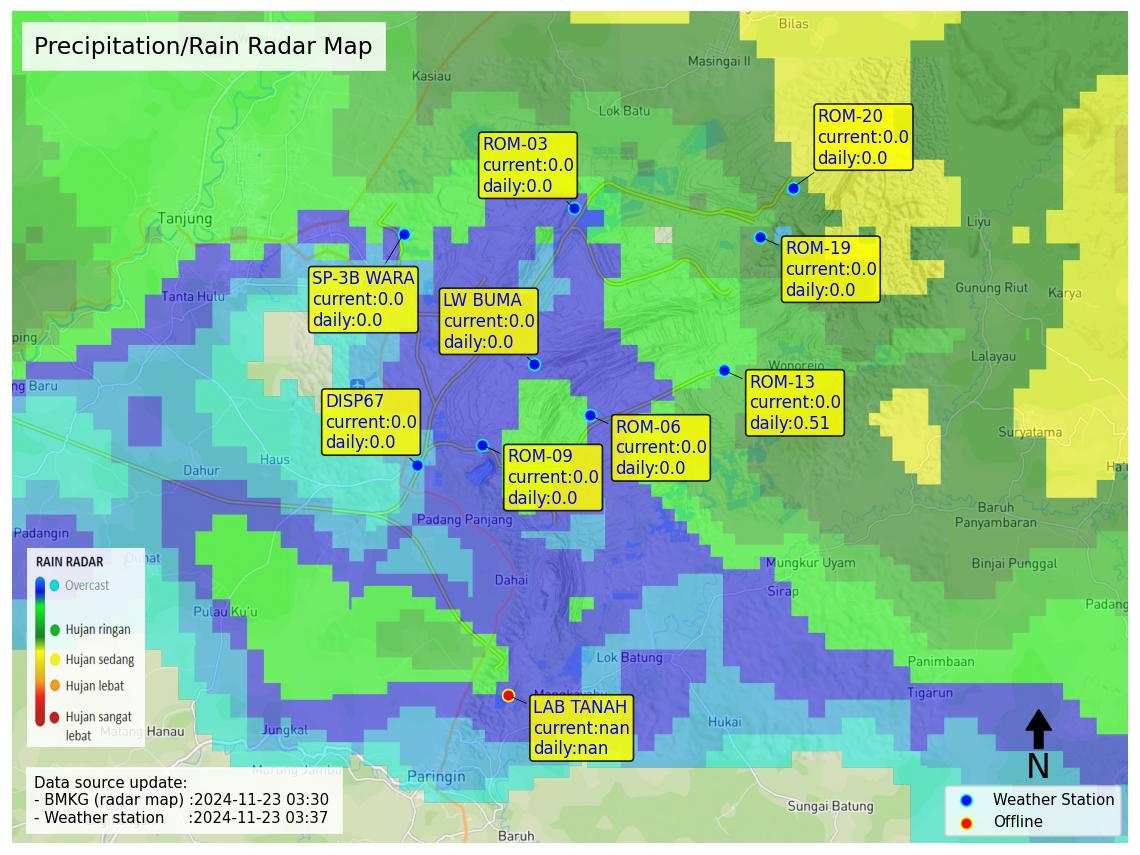 Bilas
Precipitation/Rain Radar Map
Masingai II
Kasiau
Lok Batu
ROM-20
current:0.0
daily:0.0
ROM-03
current:0.0
daily:0.0
Tanjung
Liyu
ROM-19
current:0.0
daily:0.0
SP-3B WARA
current:0.0
daily:0.0
Tanta Hulu
LW BUMA
current:0.0
daily:0.0
Gunung Riut
Karya
ping
Lalayau
Wonorejo
ng Baru
ROM-13
current:0.0
daily:0.51
DISP67
current:0.0
daily:0.0
ROM-06
current:0.0
daily:0.0
Suryatama
Haus
Dahur
ROM-09
current:0.0
daily:0.0
Ha'u
Baruh
Panyambaran
Padang Panjang
Padangin
Mungkur Uyam
Binjai Punggal
RAIN RADAR
Overcast
Hujan ringan
Hujan sedang
Hujan lebat
Hujan sangat
lebat
Dahai
Sirap
Padang
Pulau Ku'u
Lok Batung
Panimbaan
Tigarun
LAB TANAH
current:nan
daily:nan
Hukai
Jungkal
Manau
Paringin
N
Data source update:
- BMKG (radar map) :2024-11-23 03:30
- Weather station :2024-11-23 03:37
Sungai Batung
Baruh
Weather Station
Offline